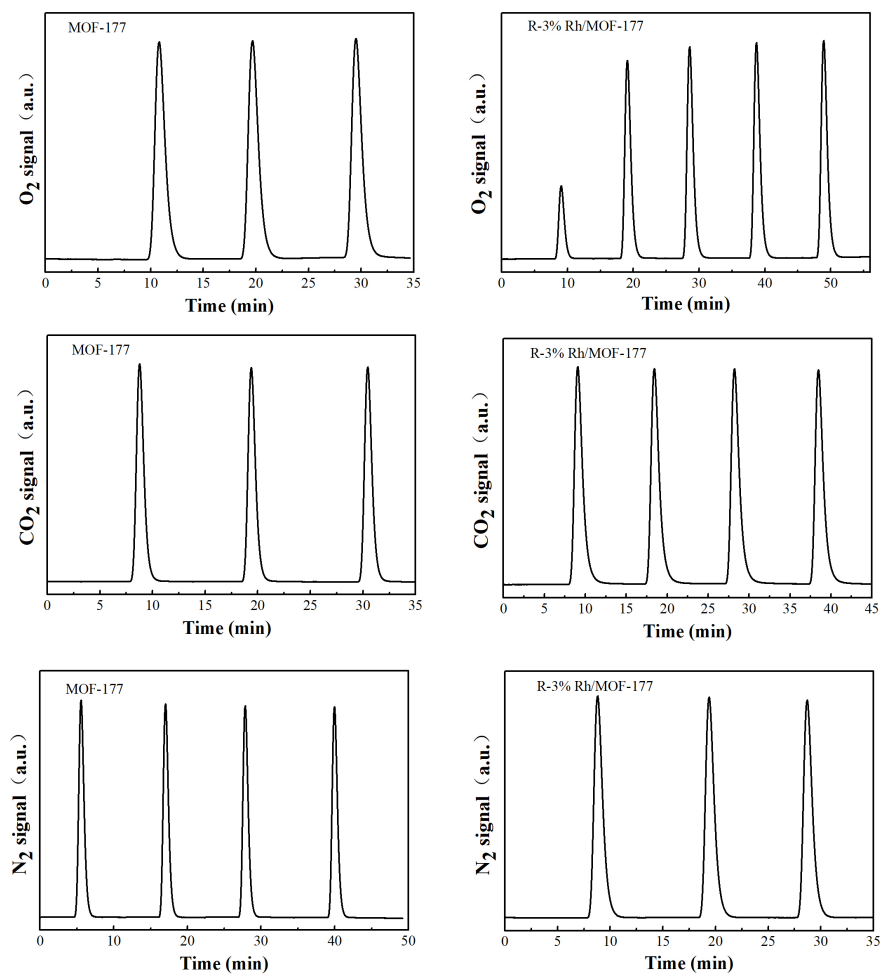 MOF-177
O2 signal（a.u.）
0 5 10 15 20 25 30 35
Time (min)
R-3% Rh/MOF-177
O2 signal（a.u.）
0 10 20 30 40 50
Time (min)
MOF-177
CO2 signal（a.u.）
0 5 10 15 20 25 30 35
Time (min)
R-3% Rh/MOF-177
CO2 signal（a.u.）
0 5 10 15 20 25 30 35 40 45
Time (min)
MOF-177
N2 signal（a.u.）
0 10 20 30 40 50
Time (min)
R-3% Rh/MOF-177
N2 signal（a.u.）
0 5 10 15 20 25 30 35
Time (min)